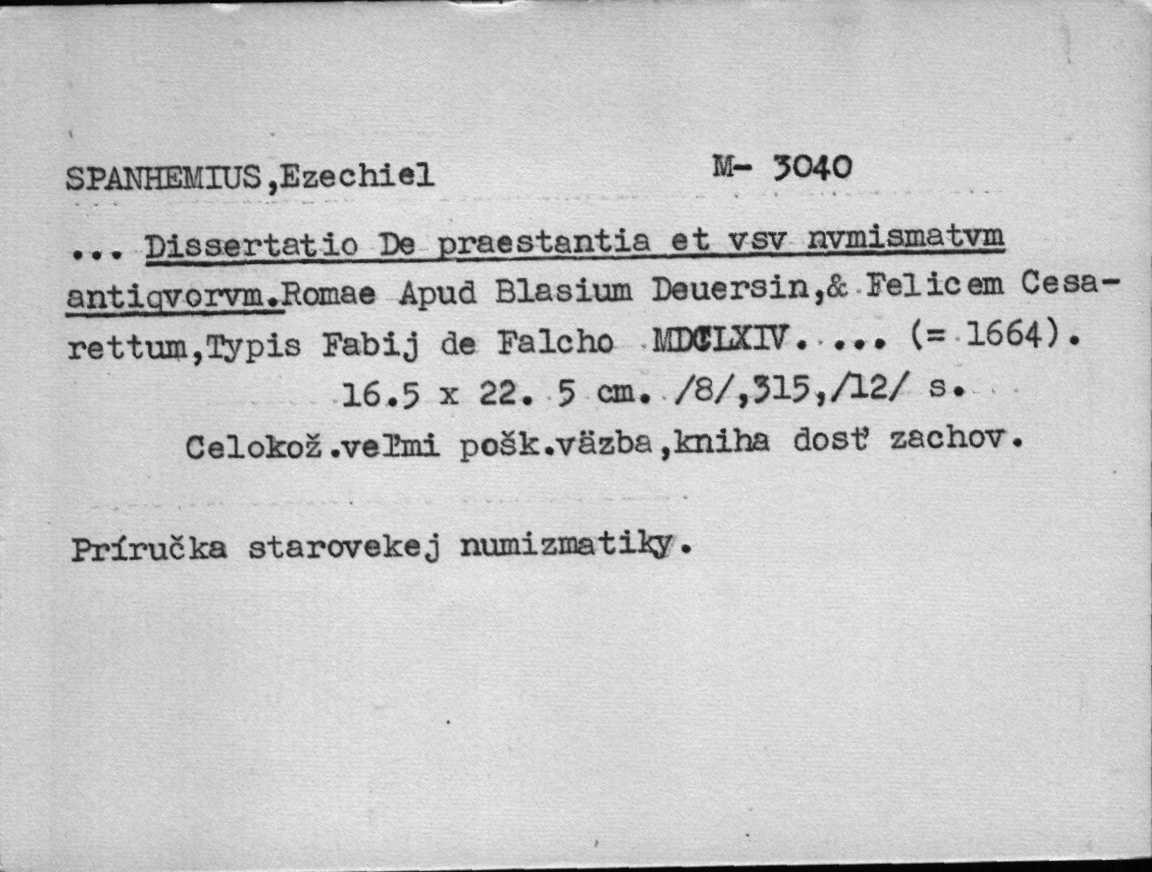 SPANHEMIUS,Ezechiel M- 3040
... Dissertatio De praestantia et vsv nvmismatvm
antiqvorvm.Romae Apud Blasium Deuersin,& Felicem Cesa-
rettum,Typis Fabij de Falcho MDCLXIV. ... (= 1664).
16.5 x 22. 5 cm. /8/,315,/12/ s.
Celokož.veľmi pošk.väzba,kniha dosť zachov.
Príručka starovekej numizmatiky.